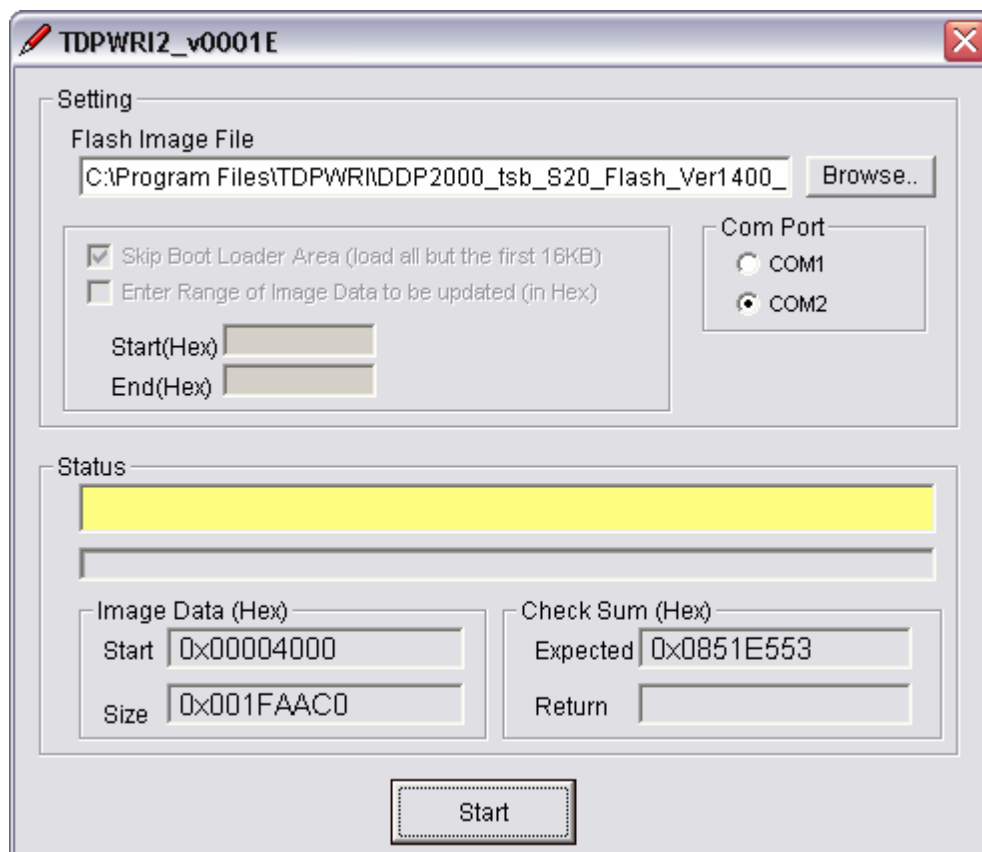 TDPWRI2_v0001E
Setting
Flash Image File
C:\Program Files\TDPWRI\DDP2000_tsb_S20_Flash_Ver1400_
Browse..
Skip Boot Loader Area (load all but the first 16KB)
Enter Range of Image Data to be updated (in Hex)
Start(Hex)
End(Hex)
Com Port
COM1
COM2
Status
Image Data (Hex)
Start 0x00004000
Size 0x001FAAC0
Check Sum (Hex)
Expected 0x0851E553
Return
Start